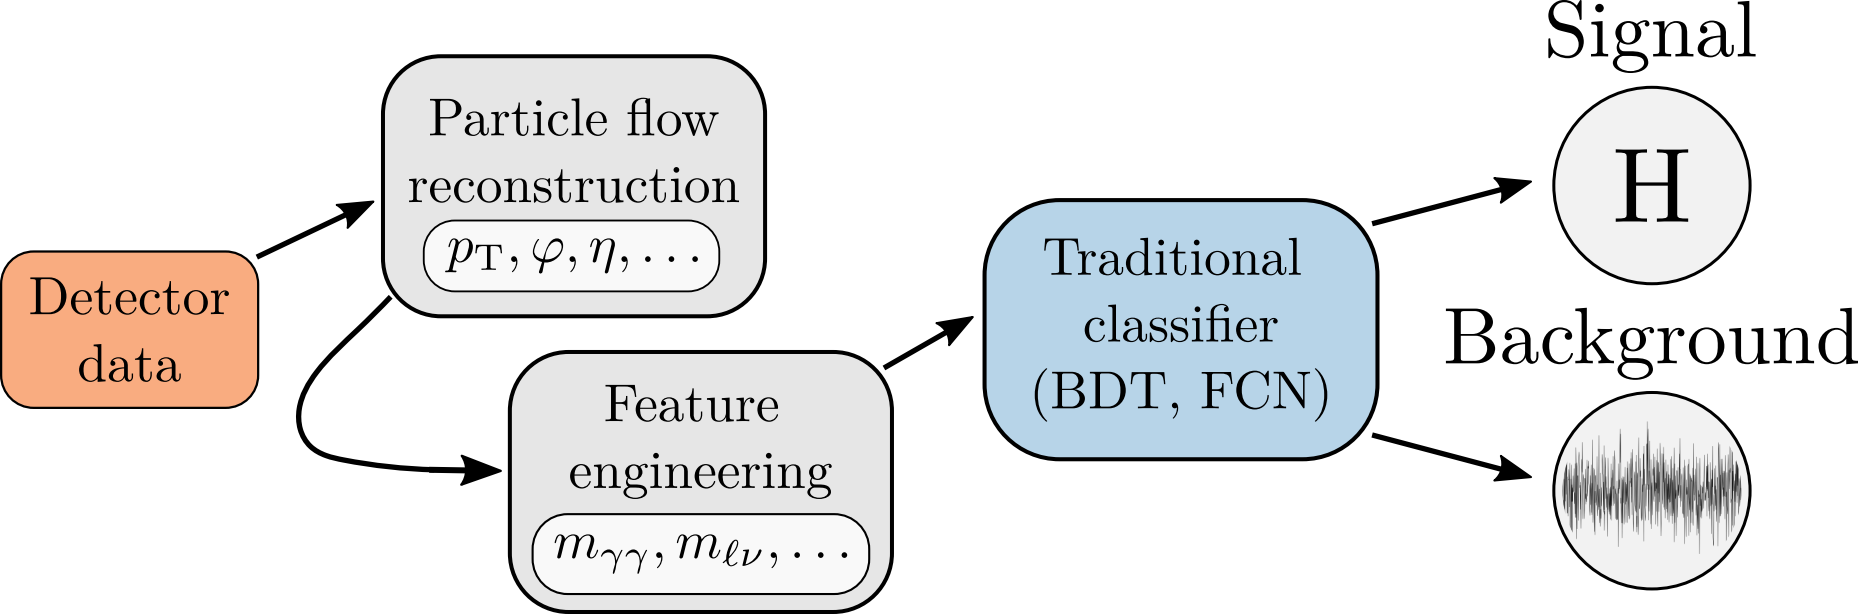 Detector
data
Particle flow
reconstruction
p_T, φ, η, ...
Feature
engineering
m_γγ, m_ℓν, ...
Traditional
classifier
(BDT, FCN)
Signal
H
Background